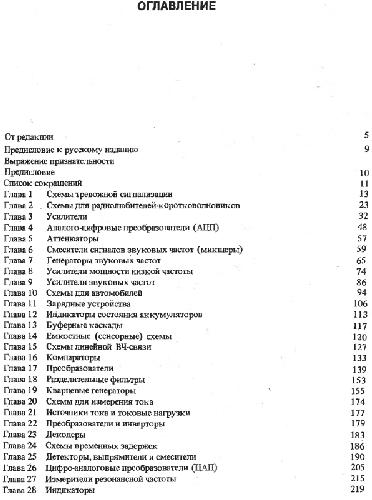 ОГЛАВЛЕНИЕ
От редакции 5
Предисловие к русскому изданию 9
Выражение признательности
Предисловие 10
Список сокращений 11
Глава 1 Схемы тревожной сигнализации 13
Глава 2 Схемы для радиолюбителей-коротковолновиков 23
Глава 3 Усилители 32
Глава 4 Аналого-цифровые преобразователи (АЦП) 48
Глава 5 Аттенюаторы 57
Глава 6 Смесители сигналов звуковых частот (микшеры) 59
Глава 7 Генераторы звуковых частот 65
Глава 8 Усилители мощности низкой частоты 74
Глава 9 Усилители звуковых частот 86
Глава 10 Схемы для автомобилей 94
Глава 11 Зарядные устройства 106
Глава 12 Индикаторы состояния аккумуляторов 113
Глава 13 Буферные каскады 117
Глава 14 Емкостные (сенсорные) схемы 120
Глава 15 Схемы линейной ВЧ-связи 127
Глава 16 Компараторы 133
Глава 17 Преобразователи 139
Глава 18 Разделительные фильтры 153
Глава 19 Кварцевые генераторы 155
Глава 20 Схемы для измерения тока 174
Глава 21 Источники тока и токовые нагрузки 177
Глава 22 Преобразователи и инверторы 179
Глава 23 Декодеры 183
Глава 24 Схемы временных задержек 186
Глава 25 Детекторы, выпрямители и смесители 190
Глава 26 Цифро-аналоговые преобразователи (ЦАП) 205
Глава 27 Измерители резонансной частоты 215
Глава 28 Индикаторы 219